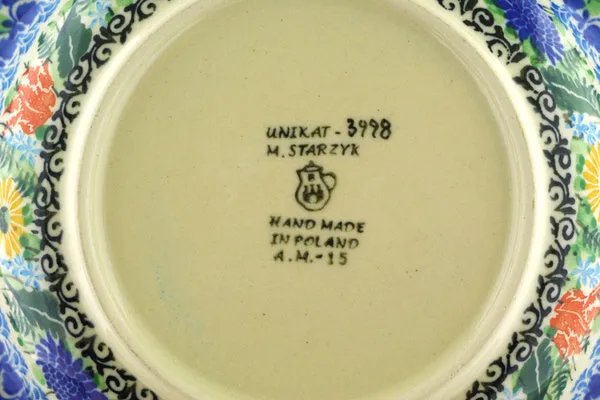 UNIKAT - 3998
M. STARZYK
HAND MADE
IN POLAND
A.M.-15